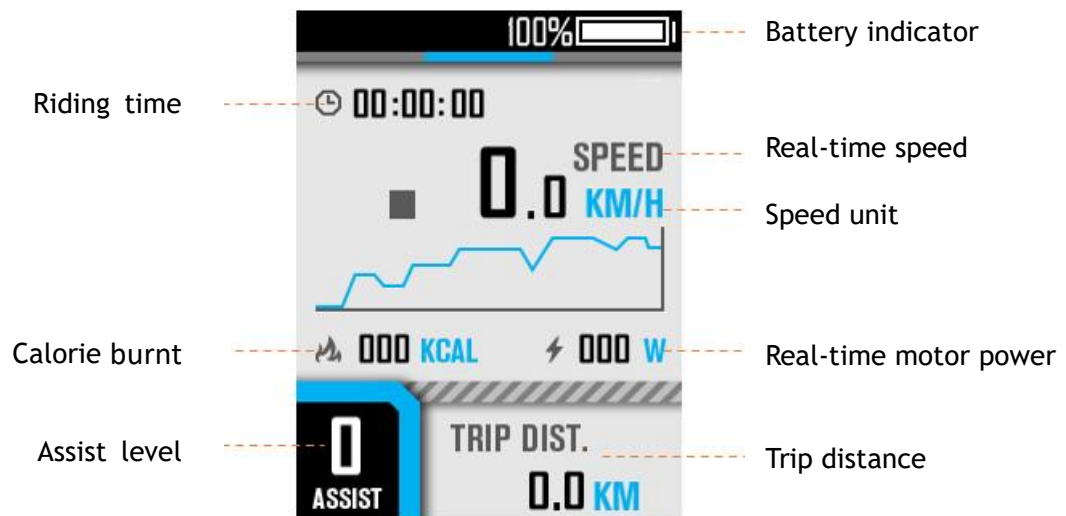 100%
Battery indicator
Riding time
00:00:00
SPEED
Real-time speed
0.0
KM/H
Speed unit
Calorie burnt
000 KCAL
000 W
Real-time motor power
Assist level
0
ASSIST
TRIP DIST.
Trip distance
0.0 KM